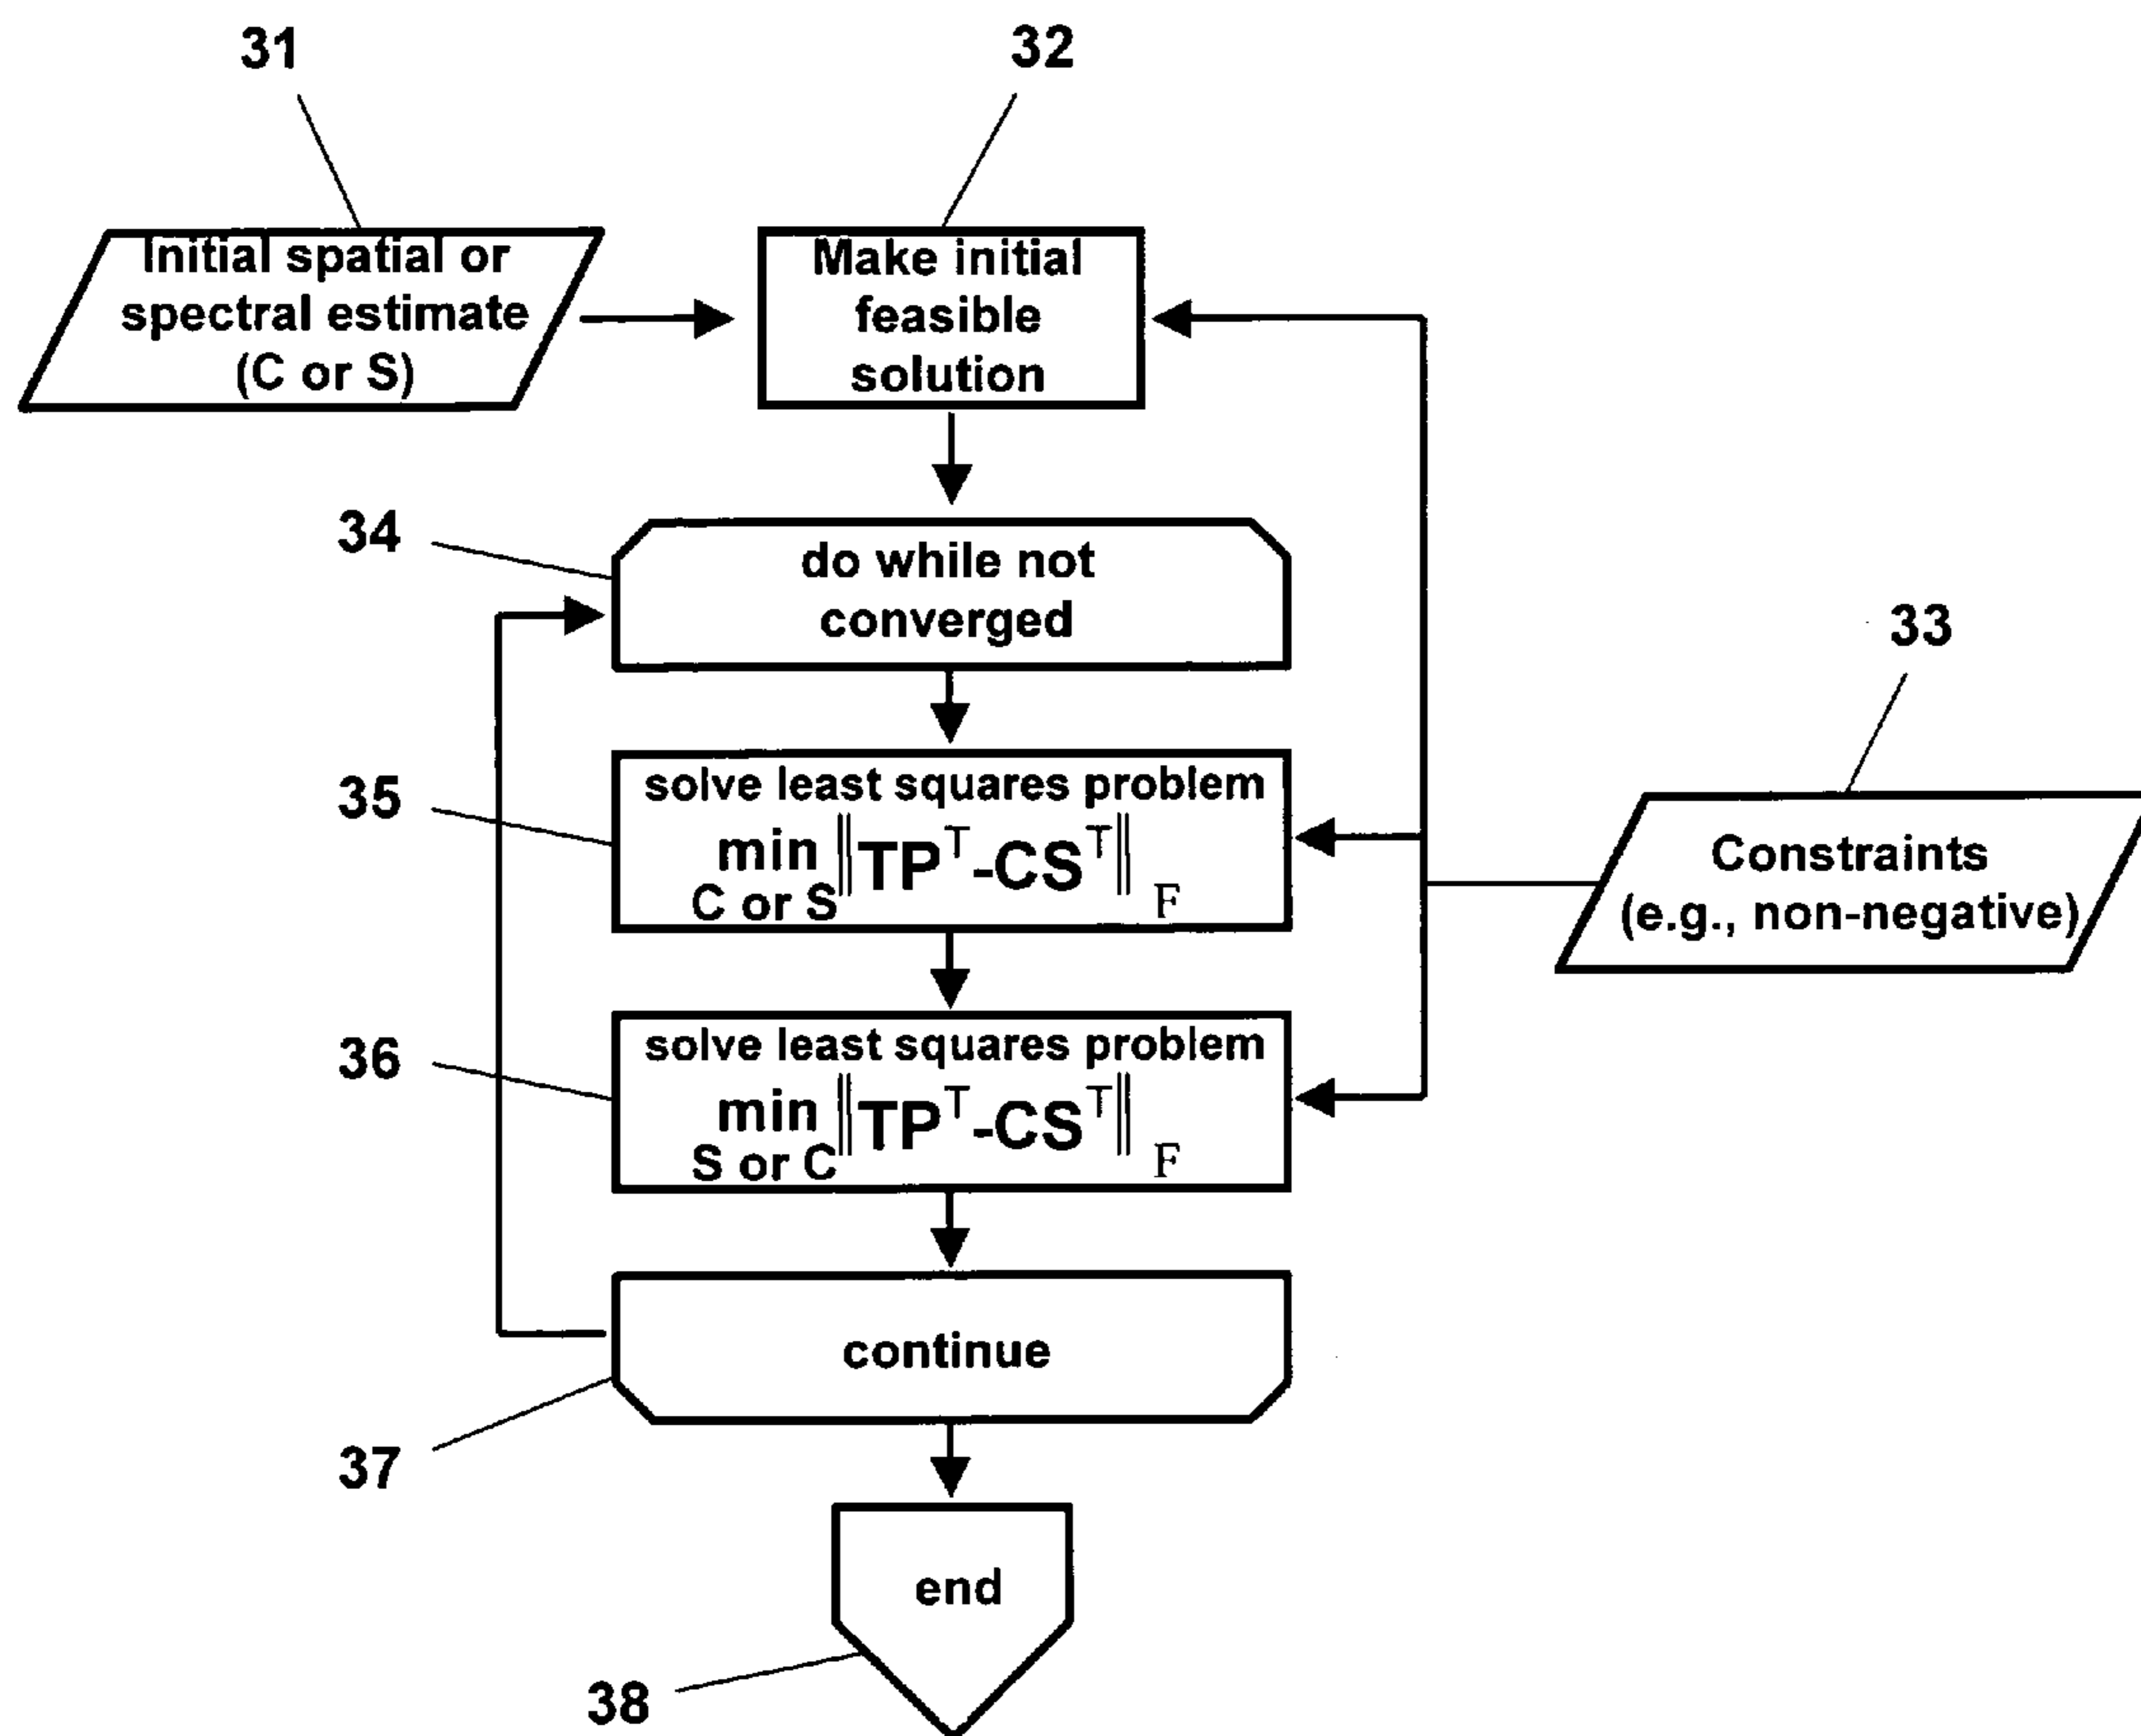 31
32
Initial spatial or
spectral estimate
(C or S)
Make initial
feasible
solution
34
do while not
converged
33
35
solve least squares problem
min ‖TPᵀ-CSᵀ‖ F
C or S
Constraints
(e.g., non-negative)
36
solve least squares problem
min ‖TPᵀ-CSᵀ‖ F
S or C
continue
37
end
38